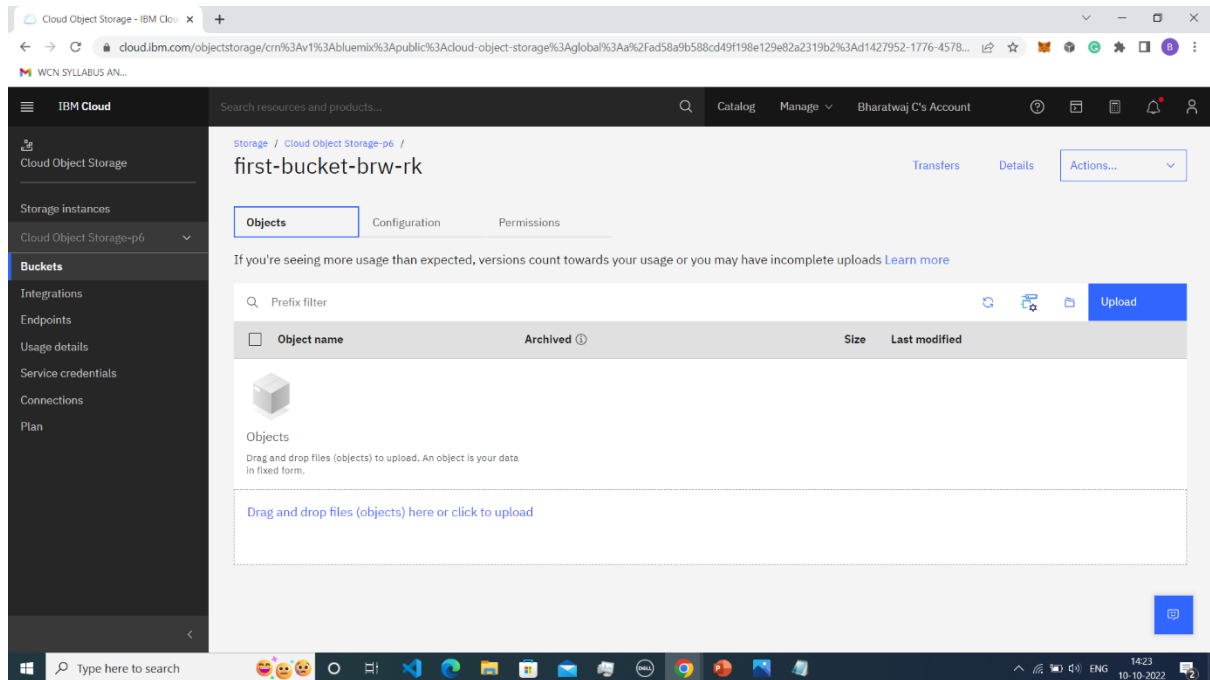 Cloud Object Storage - IBM Clou
cloud.ibm.com/objectstorage/crn%3Av1%3Abluemix%3Apublic%3Acloud-object-storage%3Aglobal%3Aa%2Fad58a9b588cd49f198e129e82a2319b2%3Ad1427952-1776-4578...
B
WCN SYLLABUS AN...
IBM Cloud
Search resources and products...
Catalog
Manage
Bharatwaj C's Account
Cloud Object Storage
Storage instances
Cloud Object Storage-p6
Buckets
Integrations
Endpoints
Usage details
Service credentials
Connections
Plan
Storage / Cloud Object Storage-p6 /
first-bucket-brw-rk
Transfers
Details
Actions...
Objects
Configuration
Permissions
If you're seeing more usage than expected, versions count towards your usage or you may have incomplete uploads Learn more
Prefix filter
Upload
Object name
Archived
Size
Last modified
Objects
Drag and drop files (objects) to upload. An object is your data
in fixed form.
Drag and drop files (objects) here or click to upload
Type here to search
DELL
ENG
14:23
10-10-2022
2